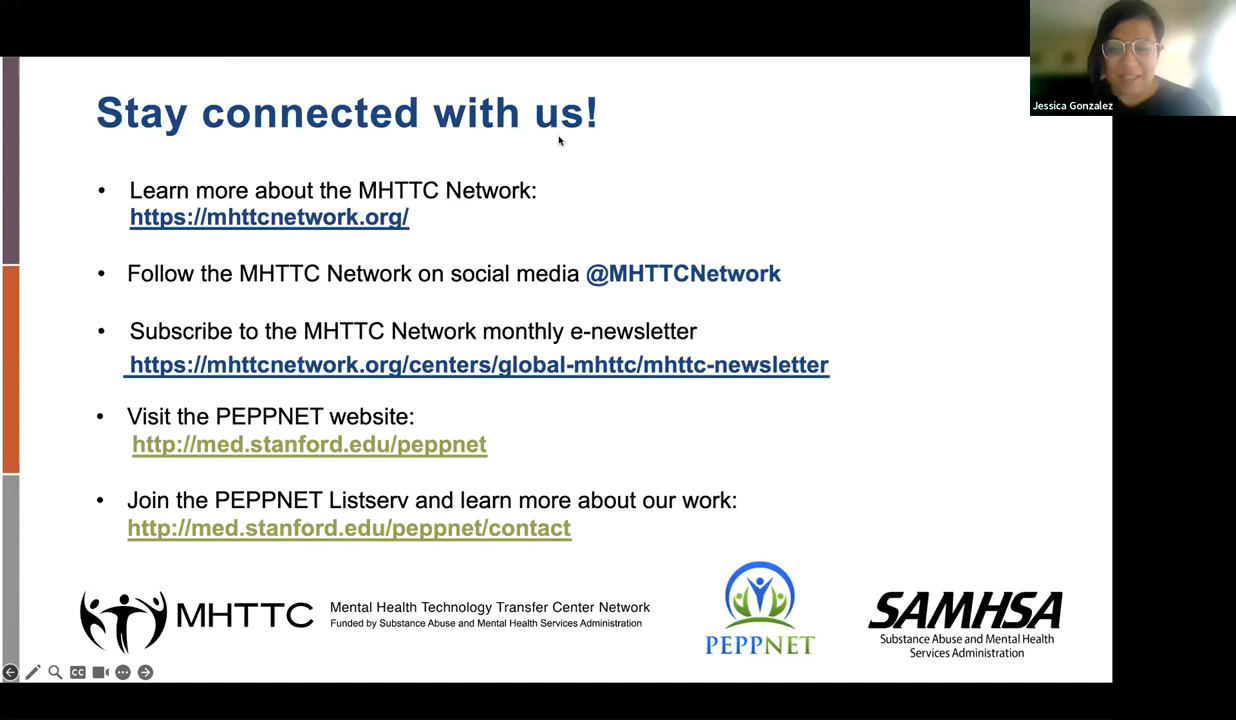 Jessica Gonzalez
Stay connected with us!
• Learn more about the MHTTC Network:
https://mhttcnetwork.org/
• Follow the MHTTC Network on social media @MHTTCNetwork
• Subscribe to the MHTTC Network monthly e-newsletter
https://mhttcnetwork.org/centers/global-mhttc/mhttc-newsletter
• Visit the PEPPNET website:
http://med.stanford.edu/peppnet
• Join the PEPPNET Listserv and learn more about our work:
http://med.stanford.edu/peppnet/contact
MHTTC
Mental Health Technology Transfer Center Network
Funded by Substance Abuse and Mental Health Services Administration
PEPPNET
SAMHSA
Substance Abuse and Mental Health
Services Administration
CC